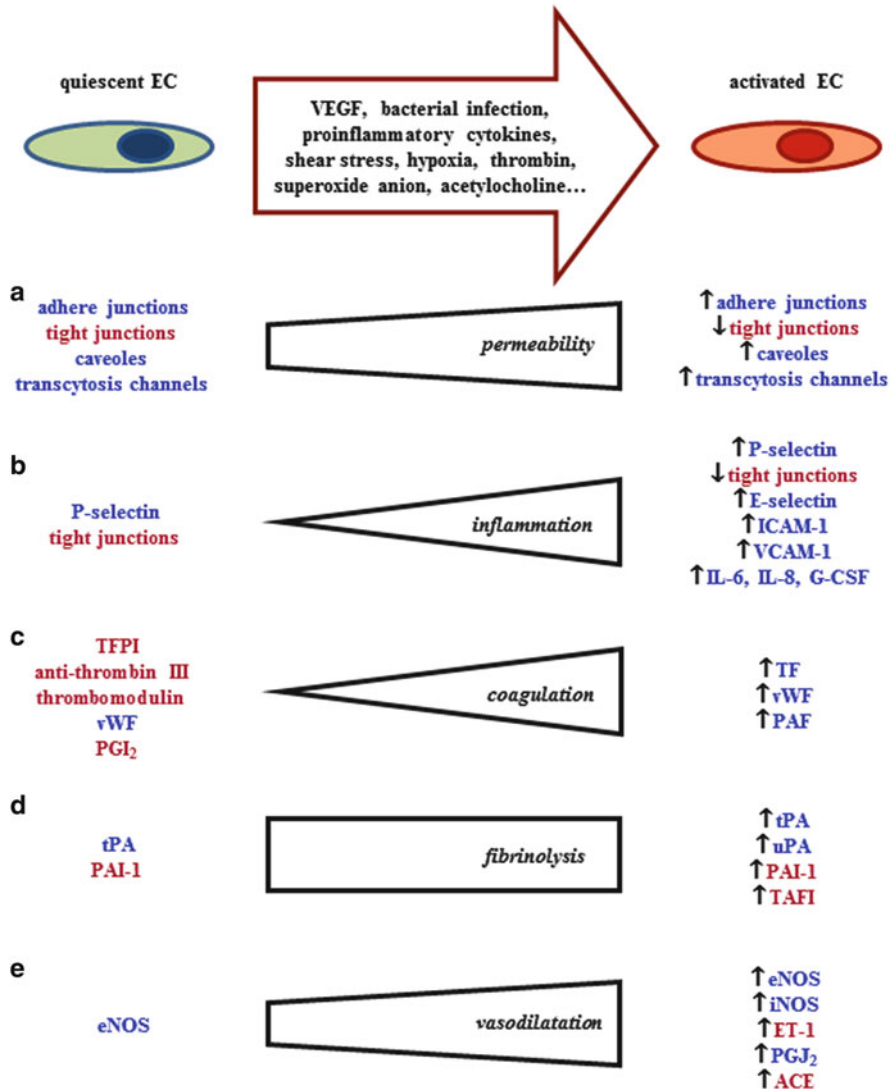 quiescent EC
VEGF, bacterial infection,
proinflammatory cytokines,
shear stress, hypoxia, thrombin,
superoxide anion, acetylocholine...
activated EC
a
adhere junctions
tight junctions
caveoles
transcytosis channels
permeability
↑adhere junctions
↓tight junctions
↑caveoles
↑transcytosis channels
b
P-selectin
tight junctions
inflammation
↑P-selectin
↓tight junctions
↑E-selectin
↑ICAM-1
↑VCAM-1
↑IL-6, IL-8, G-CSF
c
TFPI
anti-thrombin III
thrombomodulin
vWF
PGI₂
coagulation
↑TF
↑vWF
↑PAF
d
tPA
PAI-1
fibrinolysis
↑tPA
↑uPA
↑PAI-1
↑TAFI
e
eNOS
vasodilatation
↑eNOS
↑iNOS
↑ET-1
↑PGJ₂
↑ACE